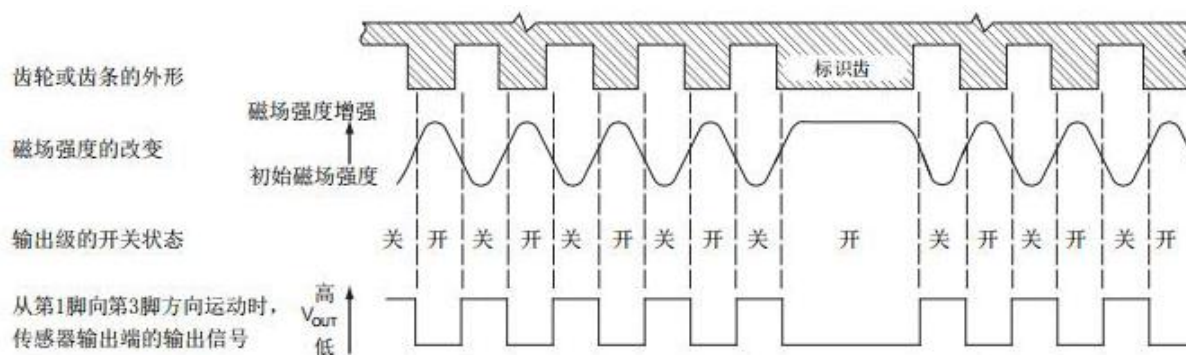 齿轮或齿条的外形
标识齿
磁场强度增强
磁场强度的改变
初始磁场强度
输出级的开关状态
关 开 关 开 关 开 关 开 关 开 关 开 关 开 关 开
从第1脚向第3脚方向运动时，
传感器输出端的输出信号
高
VOUT
低